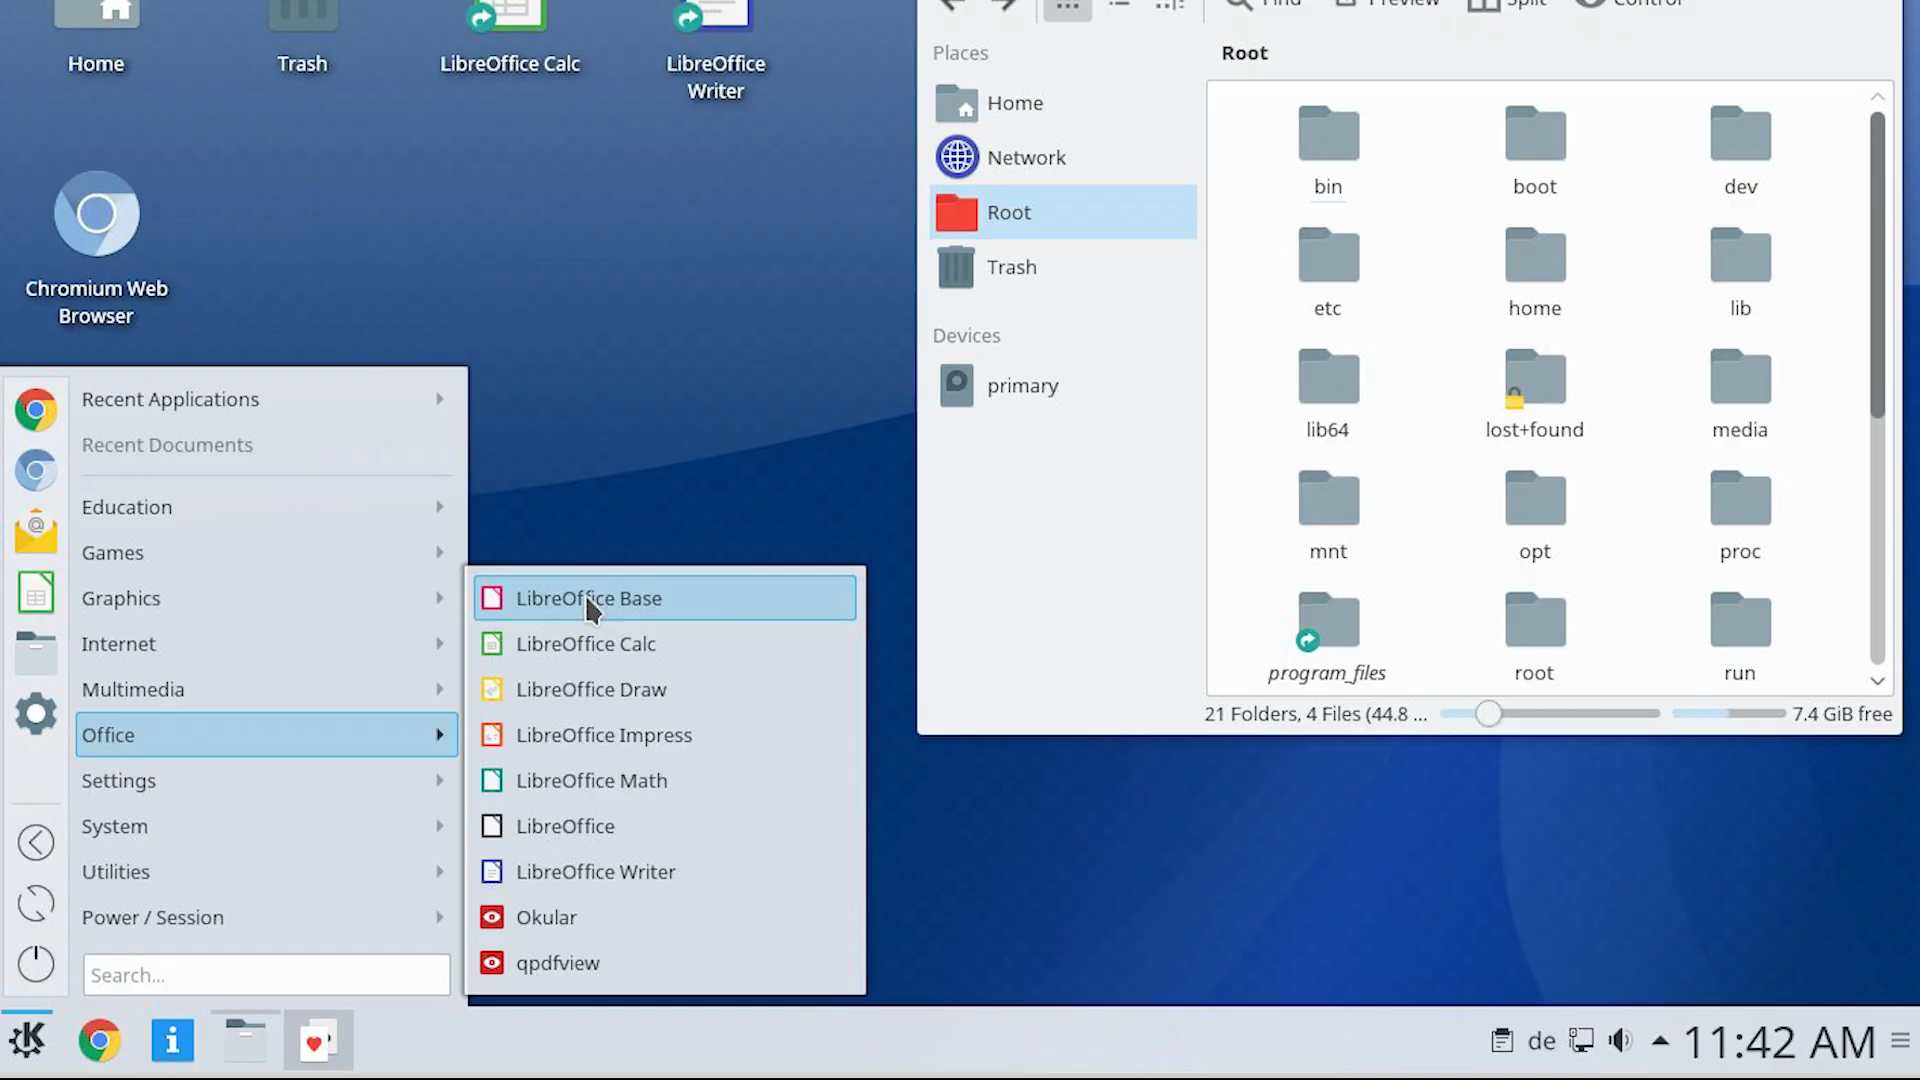 Home
Trash
LibreOffice Calc
LibreOffice
Writer
Chromium Web
Browser
Find
Preview
Split
Control
Places
Home
Network
Root
Trash
Devices
primary
Root
bin
boot
dev
etc
home
lib
lib64
lost+found
media
mnt
opt
proc
program_files
root
run
21 Folders, 4 Files (44.8 ...
7.4 GiB free
Recent Applications
Recent Documents
Education
Games
Graphics
Internet
Multimedia
Office
Settings
System
Utilities
Power / Session
Search...
LibreOffice Base
LibreOffice Calc
LibreOffice Draw
LibreOffice Impress
LibreOffice Math
LibreOffice
LibreOffice Writer
Okular
qpdfview
de
11:42 AM